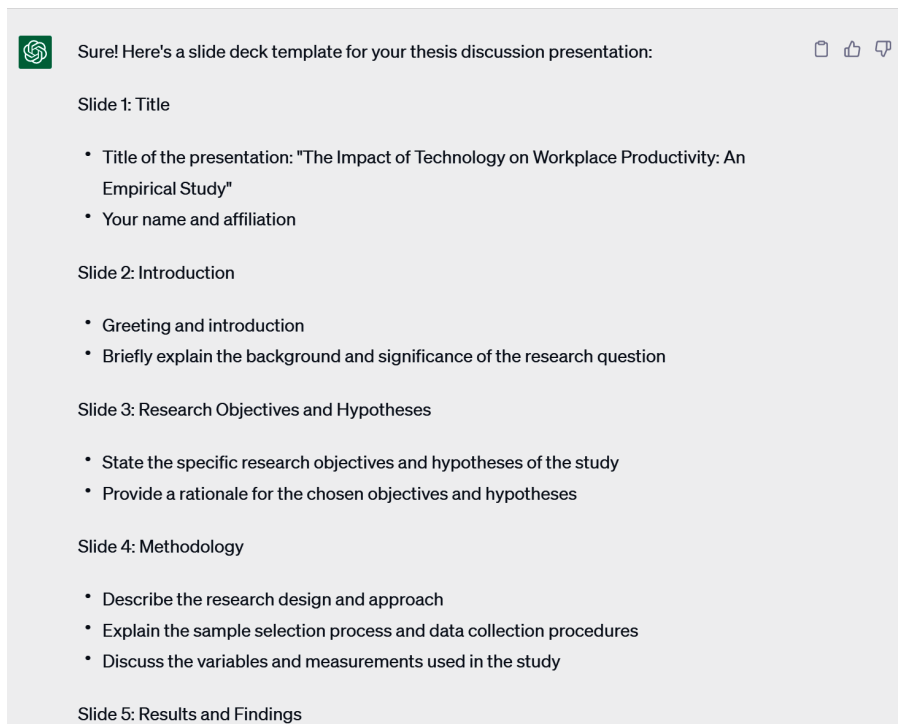 Sure! Here's a slide deck template for your thesis discussion presentation:
Slide 1: Title
• Title of the presentation: "The Impact of Technology on Workplace Productivity: An
Empirical Study"
• Your name and affiliation
Slide 2: Introduction
• Greeting and introduction
• Briefly explain the background and significance of the research question
Slide 3: Research Objectives and Hypotheses
• State the specific research objectives and hypotheses of the study
• Provide a rationale for the chosen objectives and hypotheses
Slide 4: Methodology
• Describe the research design and approach
• Explain the sample selection process and data collection procedures
• Discuss the variables and measurements used in the study
Slide 5: Results and Findings